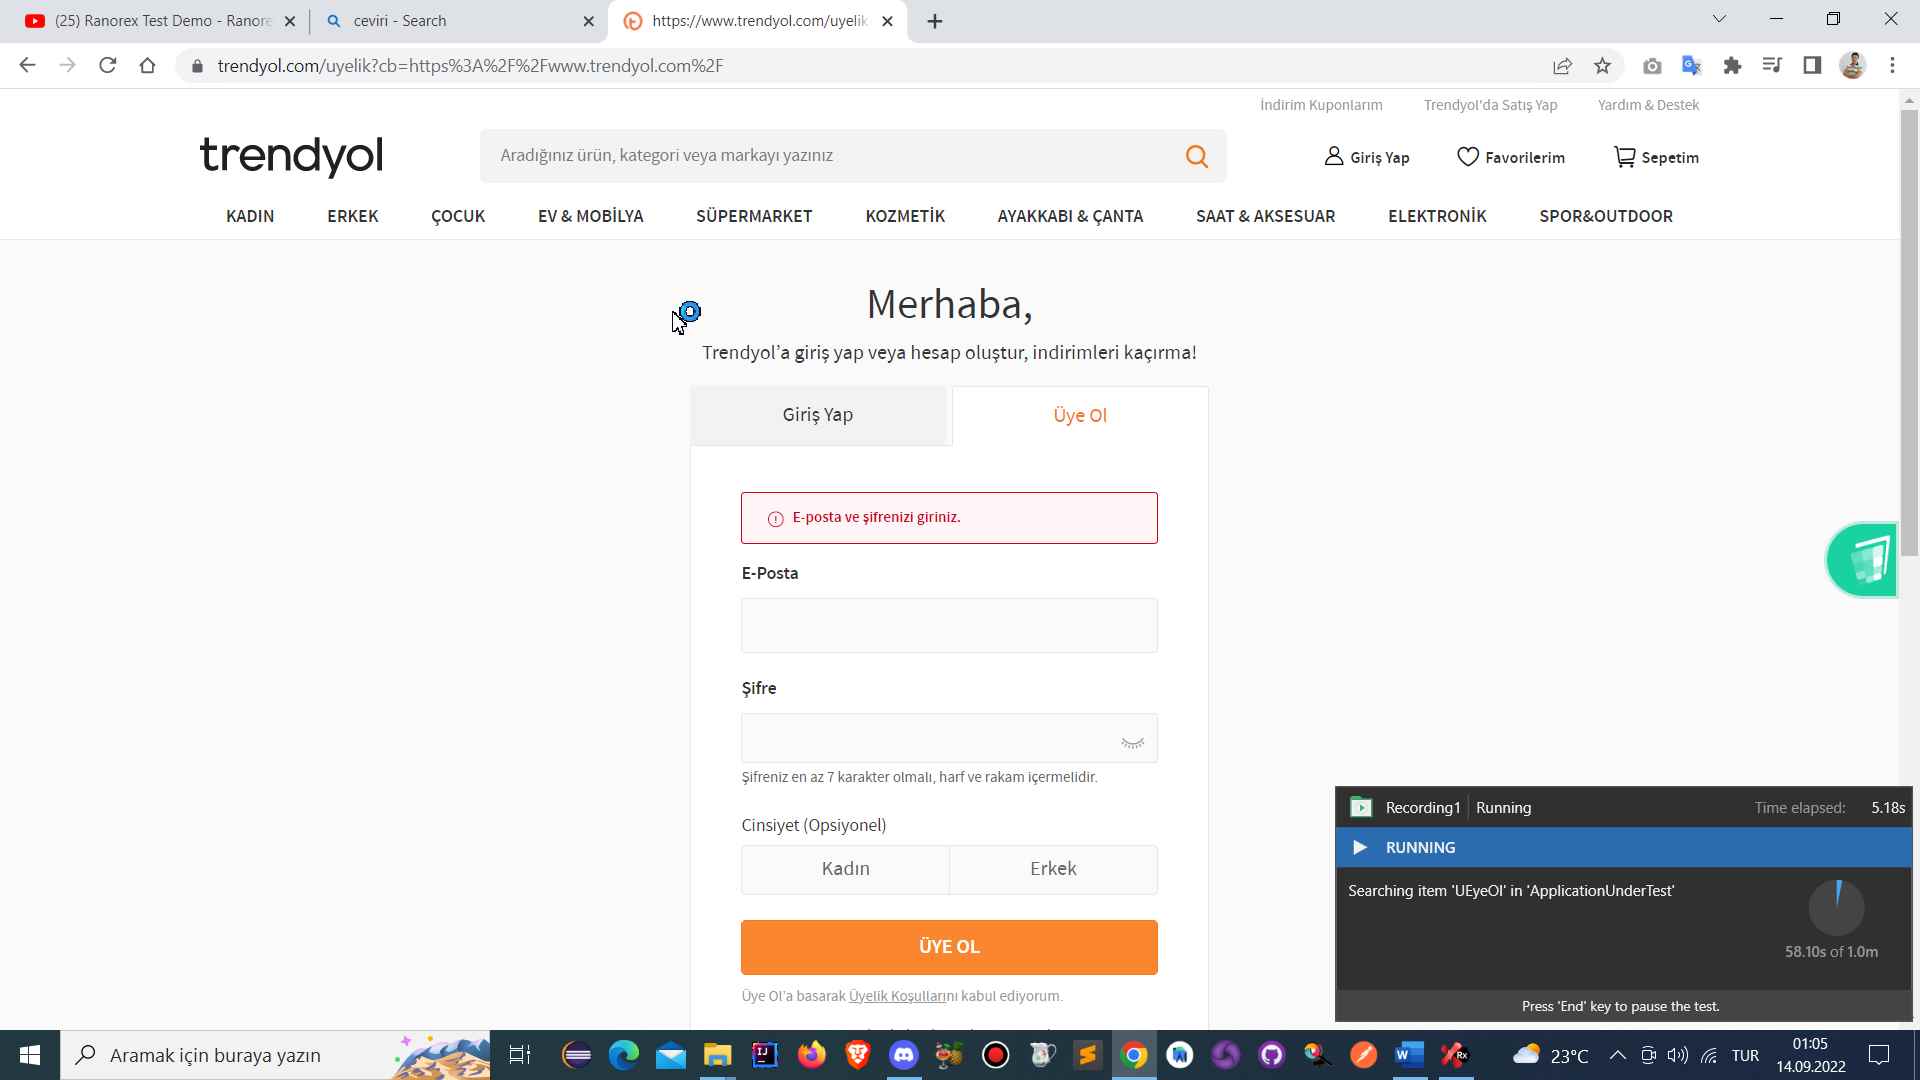 (25) Ranorex Test Demo - Ranore
ceviri - Search
https://www.trendyol.com/uyelik
trendyol.com/uyelik?cb=https%3A%2F%2Fwww.trendyol.com%2F
İndirim Kuponlarım
Trendyol'da Satış Yap
Yardım & Destek
trendyol
Aradığınız ürün, kategori veya markayı yazınız
Giriş Yap
Favorilerim
Sepetim
KADIN
ERKEK
ÇOCUK
EV & MOBİLYA
SÜPERMARKET
KOZMETİK
AYAKKABI & ÇANTA
SAAT & AKSESUAR
ELEKTRONİK
SPOR&OUTDOOR
Merhaba,
Trendyol'a giriş yap veya hesap oluştur, indirimleri kaçırma!
Giriş Yap
Üye Ol
E-posta ve şifrenizi giriniz.
E-Posta
Şifre
Şifreniz en az 7 karakter olmalı, harf ve rakam içermelidir.
Cinsiyet (Opsiyonel)
Kadın
Erkek
ÜYE OL
Üye Ol'a basarak Üyelik Koşullarını kabul ediyorum.
Recording1
Running
Time elapsed:
5.18s
RUNNING
Searching item 'UEyeOl' in 'ApplicationUnderTest'
58.10s of 1.0m
Press 'End' key to pause the test.
Aramak için buraya yazın
23°C
TUR
01:05
14.09.2022